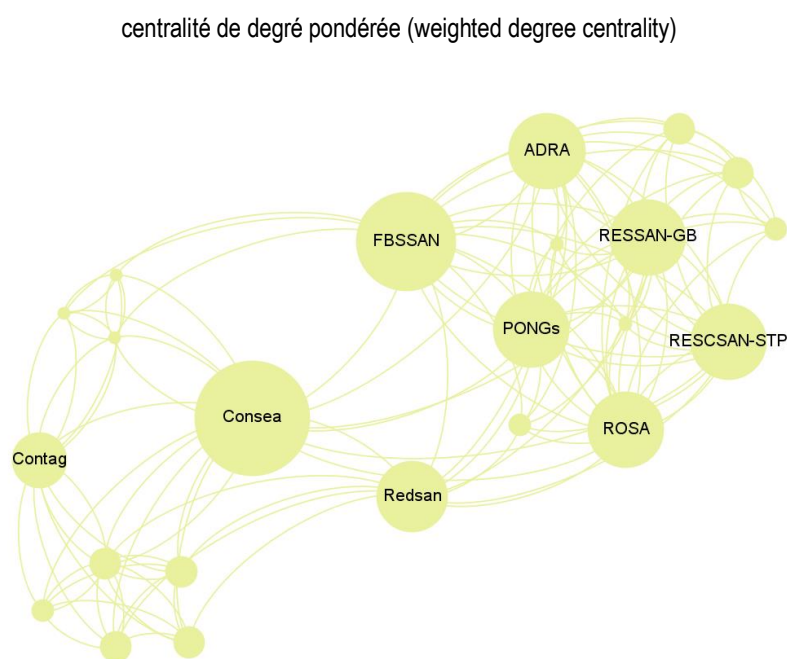 centralité de degré pondérée (weighted degree centrality)
ADRA
FBSSAN
RESSAN-GB
PONGs
RESCSAN-STP
Consea
ROSA
Contag
Redsan